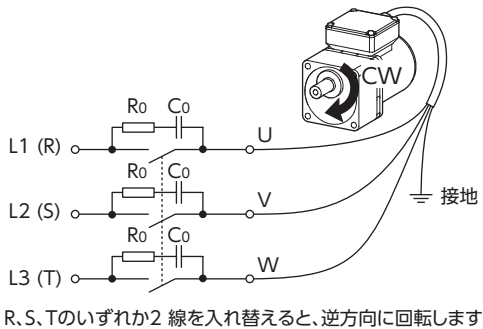 CW
R0 C0
L1 (R) U
R0 C0
L2 (S) V
接地
R0 C0
L3 (T) W
R、S、Tのいずれか2 線を入れ替えると、逆方向に回転します